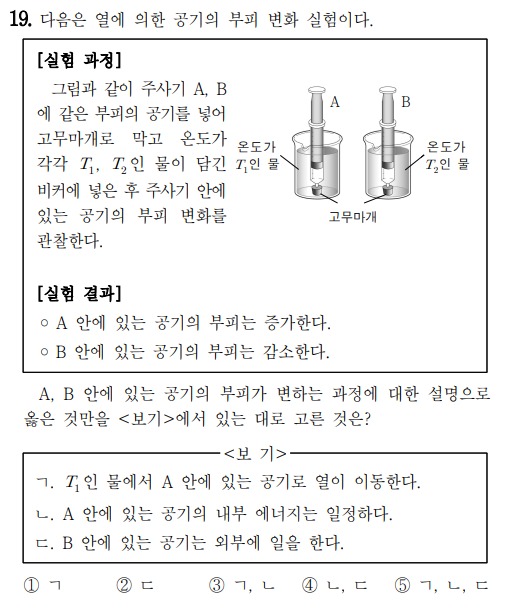 19. 다음은 열에 의한 공기의 부피 변화 실험이다.
[실험 과정]
그림과 같이 주사기 A, B
에 같은 부피의 공기를 넣어
고무마개로 막고 온도가
각각 T₁, T₂인 물이 담긴
비커에 넣은 후 주사기 안에
있는 공기의 부피 변화를
관찰한다.
A
B
온도가
T₁인 물
온도가
T₂인 물
고무마개
[실험 결과]
○ A 안에 있는 공기의 부피는 증가한다.
○ B 안에 있는 공기의 부피는 감소한다.
A, B 안에 있는 공기의 부피가 변하는 과정에 대한 설명으로
옳은 것만을 <보기>에서 있는 대로 고른 것은?
<보 기>
ㄱ. T₁인 물에서 A 안에 있는 공기로 열이 이동한다.
ㄴ. A 안에 있는 공기의 내부 에너지는 일정하다.
ㄷ. B 안에 있는 공기는 외부에 일을 한다.
① ㄱ ② ㄷ ③ ㄱ, ㄴ ④ ㄴ, ㄷ ⑤ ㄱ, ㄴ, ㄷ